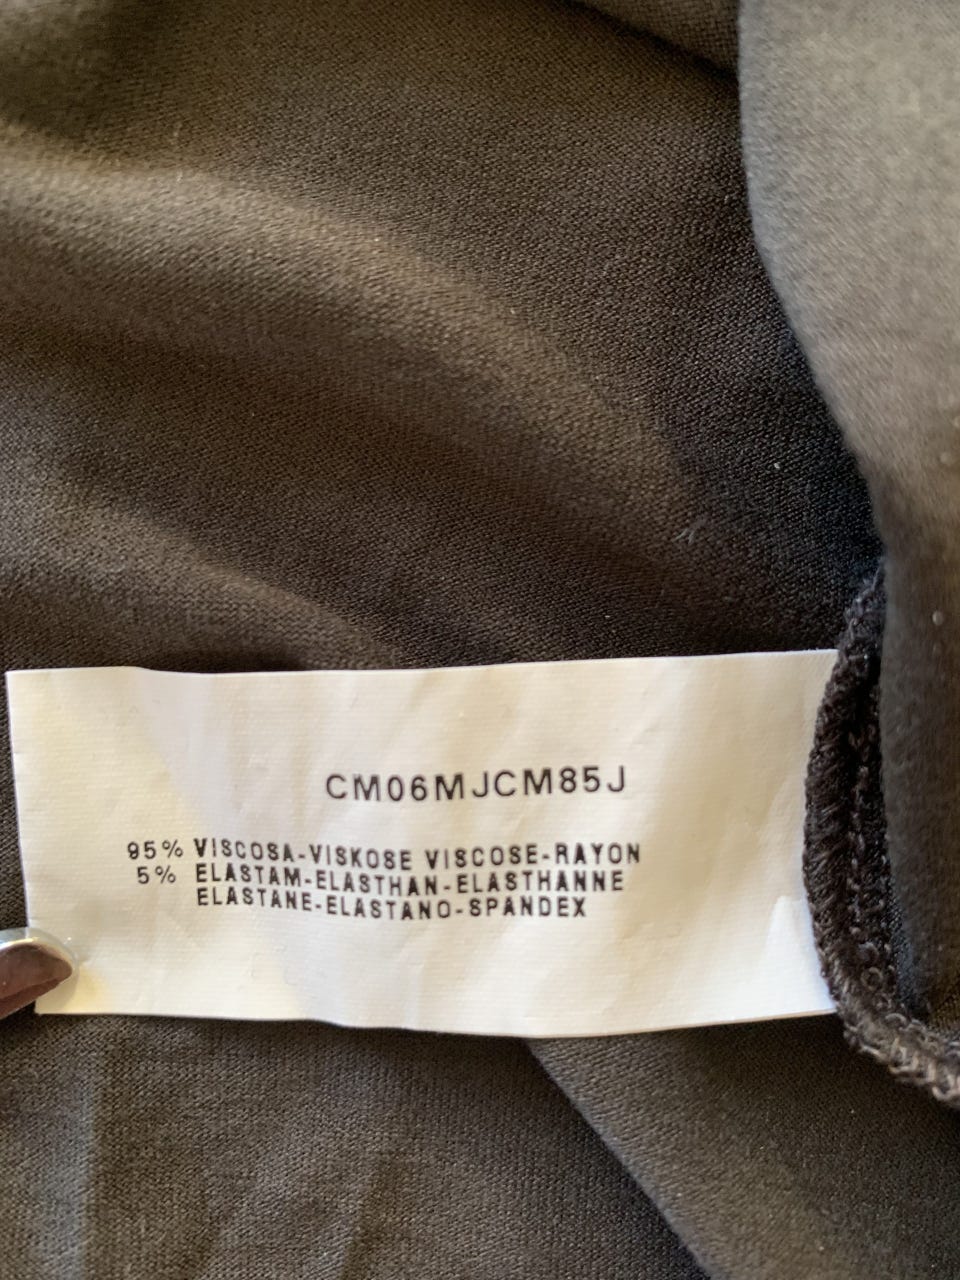 CM06MJCM85J
95% VISCOSA-VISKOSE VISCOSE-RAYON
5% ELASTAM-ELASTHAN-ELASTHANNE
ELASTANE-ELASTANO-SPANDEX